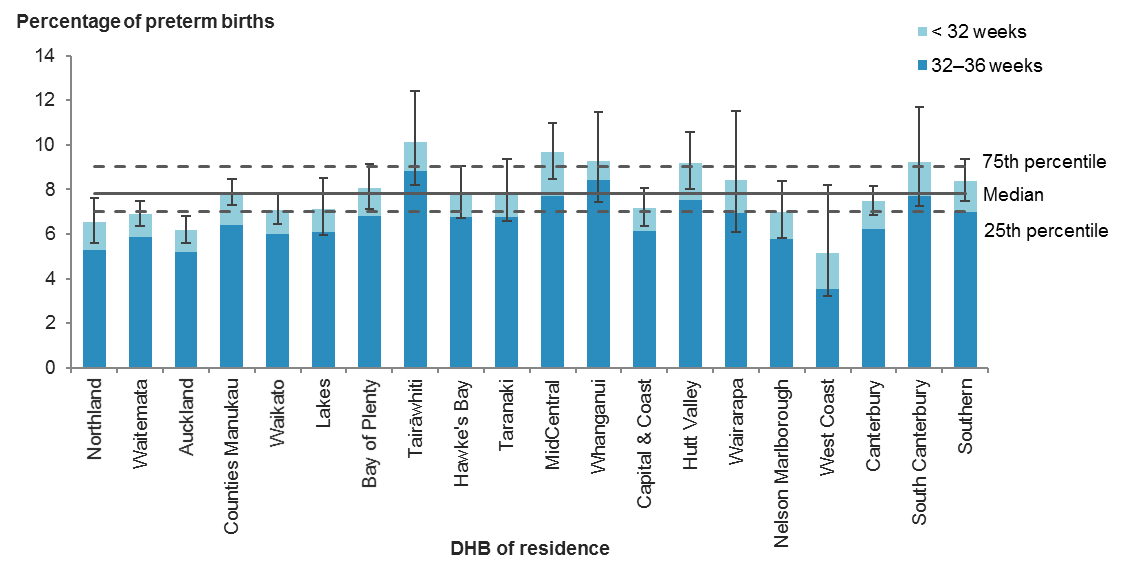 Percentage of preterm births
< 32 weeks
32–36 weeks
14
12
10
8
6
4
2
0
75th percentile
Median
25th percentile
Northland
Waitemata
Auckland
Counties Manukau
Waikato
Lakes
Bay of Plenty
Tairāwhiti
Hawke's Bay
Taranaki
MidCentral
Whanganui
Capital & Coast
Hutt Valley
Wairarapa
Nelson Marlborough
West Coast
Canterbury
South Canterbury
Southern
DHB of residence